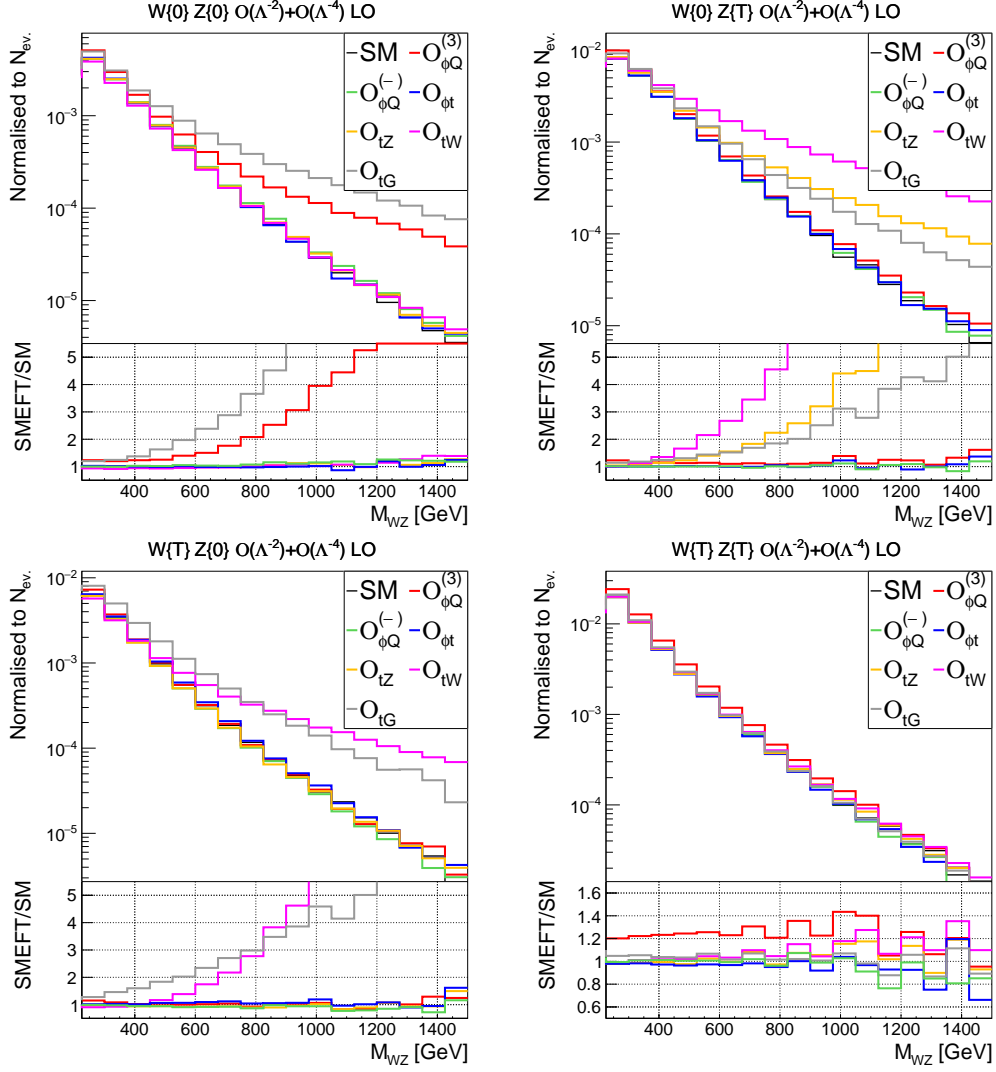 W{0} Z{0} O(Λ⁻²)+O(Λ⁻⁴) LO
Normalised to N_ev.
SM O_ϕQ^(3)
O_ϕQ^(−) O_ϕt
O_tZ O_tW
O_tG
10⁻³
10⁻⁴
10⁻⁵
SMEFT/SM
5
4
3
2
1
400 600 800 1000 1200 1400
M_WZ [GeV]
W{0} Z{T} O(Λ⁻²)+O(Λ⁻⁴) LO
Normalised to N_ev.
SM O_ϕQ^(3)
O_ϕQ^(−) O_ϕt
O_tZ O_tW
O_tG
10⁻²
10⁻³
10⁻⁴
10⁻⁵
SMEFT/SM
5
4
3
2
1
400 600 800 1000 1200 1400
M_WZ [GeV]
W{T} Z{0} O(Λ⁻²)+O(Λ⁻⁴) LO
Normalised to N_ev.
SM O_ϕQ^(3)
O_ϕQ^(−) O_ϕt
O_tZ O_tW
O_tG
10⁻²
10⁻³
10⁻⁴
10⁻⁵
SMEFT/SM
5
4
3
2
1
400 600 800 1000 1200 1400
M_WZ [GeV]
W{T} Z{T} O(Λ⁻²)+O(Λ⁻⁴) LO
Normalised to N_ev.
SM O_ϕQ^(3)
O_ϕQ^(−) O_ϕt
O_tZ O_tW
O_tG
10⁻²
10⁻³
10⁻⁴
SMEFT/SM
1.6
1.4
1.2
1
0.8
0.6
400 600 800 1000 1200 1400
M_WZ [GeV]